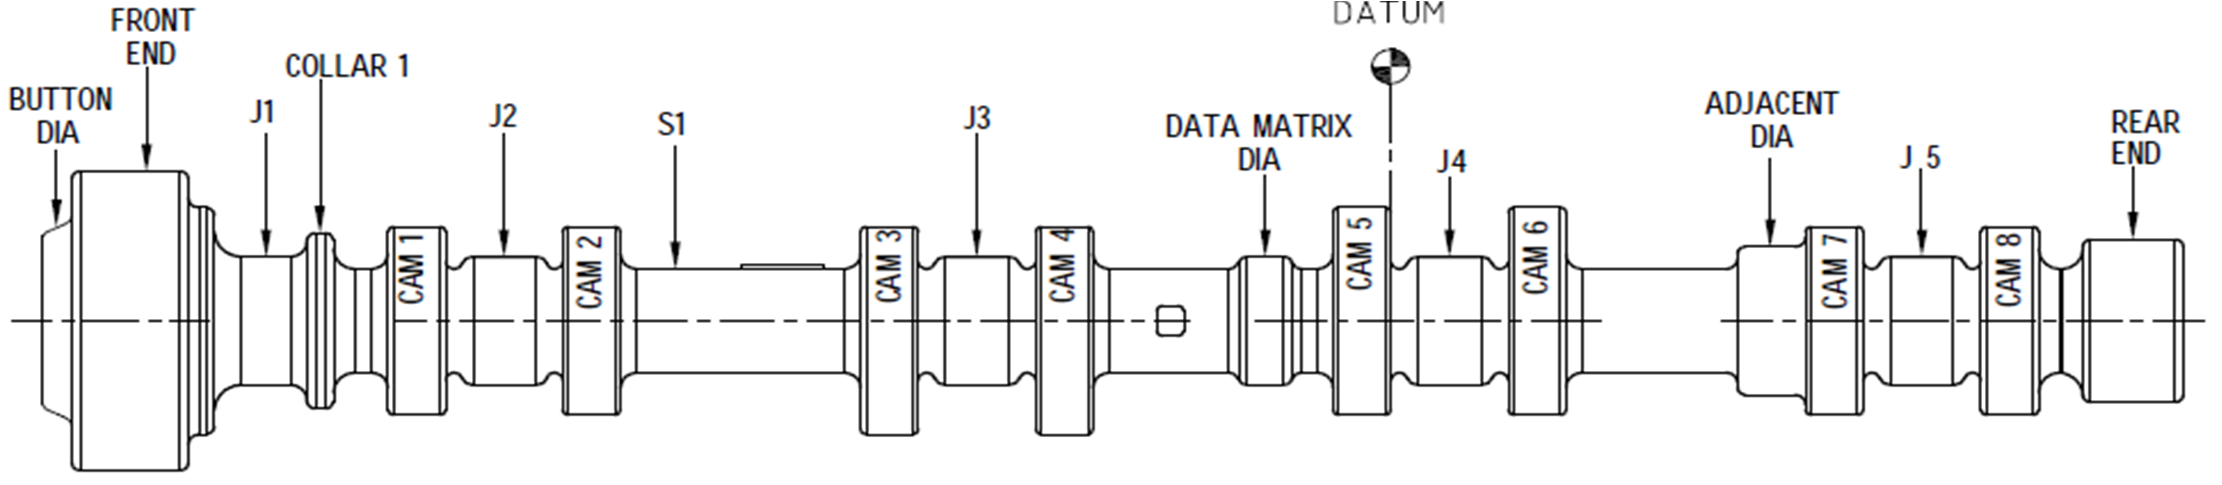 DATUM
FRONT
END
COLLAR 1
BUTTON
DIA
J1
J2
S1
J3
DATA MATRIX
DIA
J4
ADJACENT
DIA
J 5
REAR
END
CAM 1
CAM 2
CAM 3
CAM 4
CAM 5
CAM 6
CAM 7
CAM 8